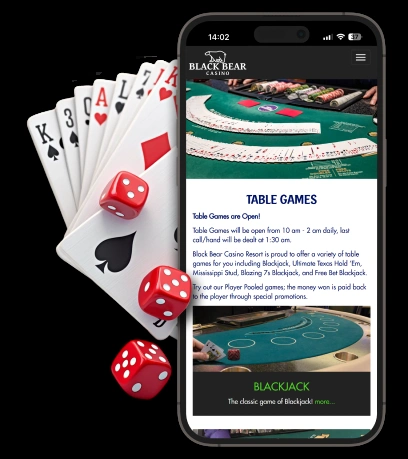 14:02
37
BLACK BEAR
CASINO
TABLE GAMES
Table Games are Open!
Table Games will be open from 10 am - 2 am daily, last
call/hand will be dealt at 1:30 am.
Black Bear Casino Resort is proud to offer a variety of table
games for you including Blackjack, Ultimate Texas Hold 'Em,
Mississippi Stud, Blazing 7s Blackjack, and Free Bet Blackjack.
Try out our Player Pooled games; the money won is paid back
to the player through special promotions.
BLACKJACK
The classic game of Blackjack! more...
K
3
A
J
K